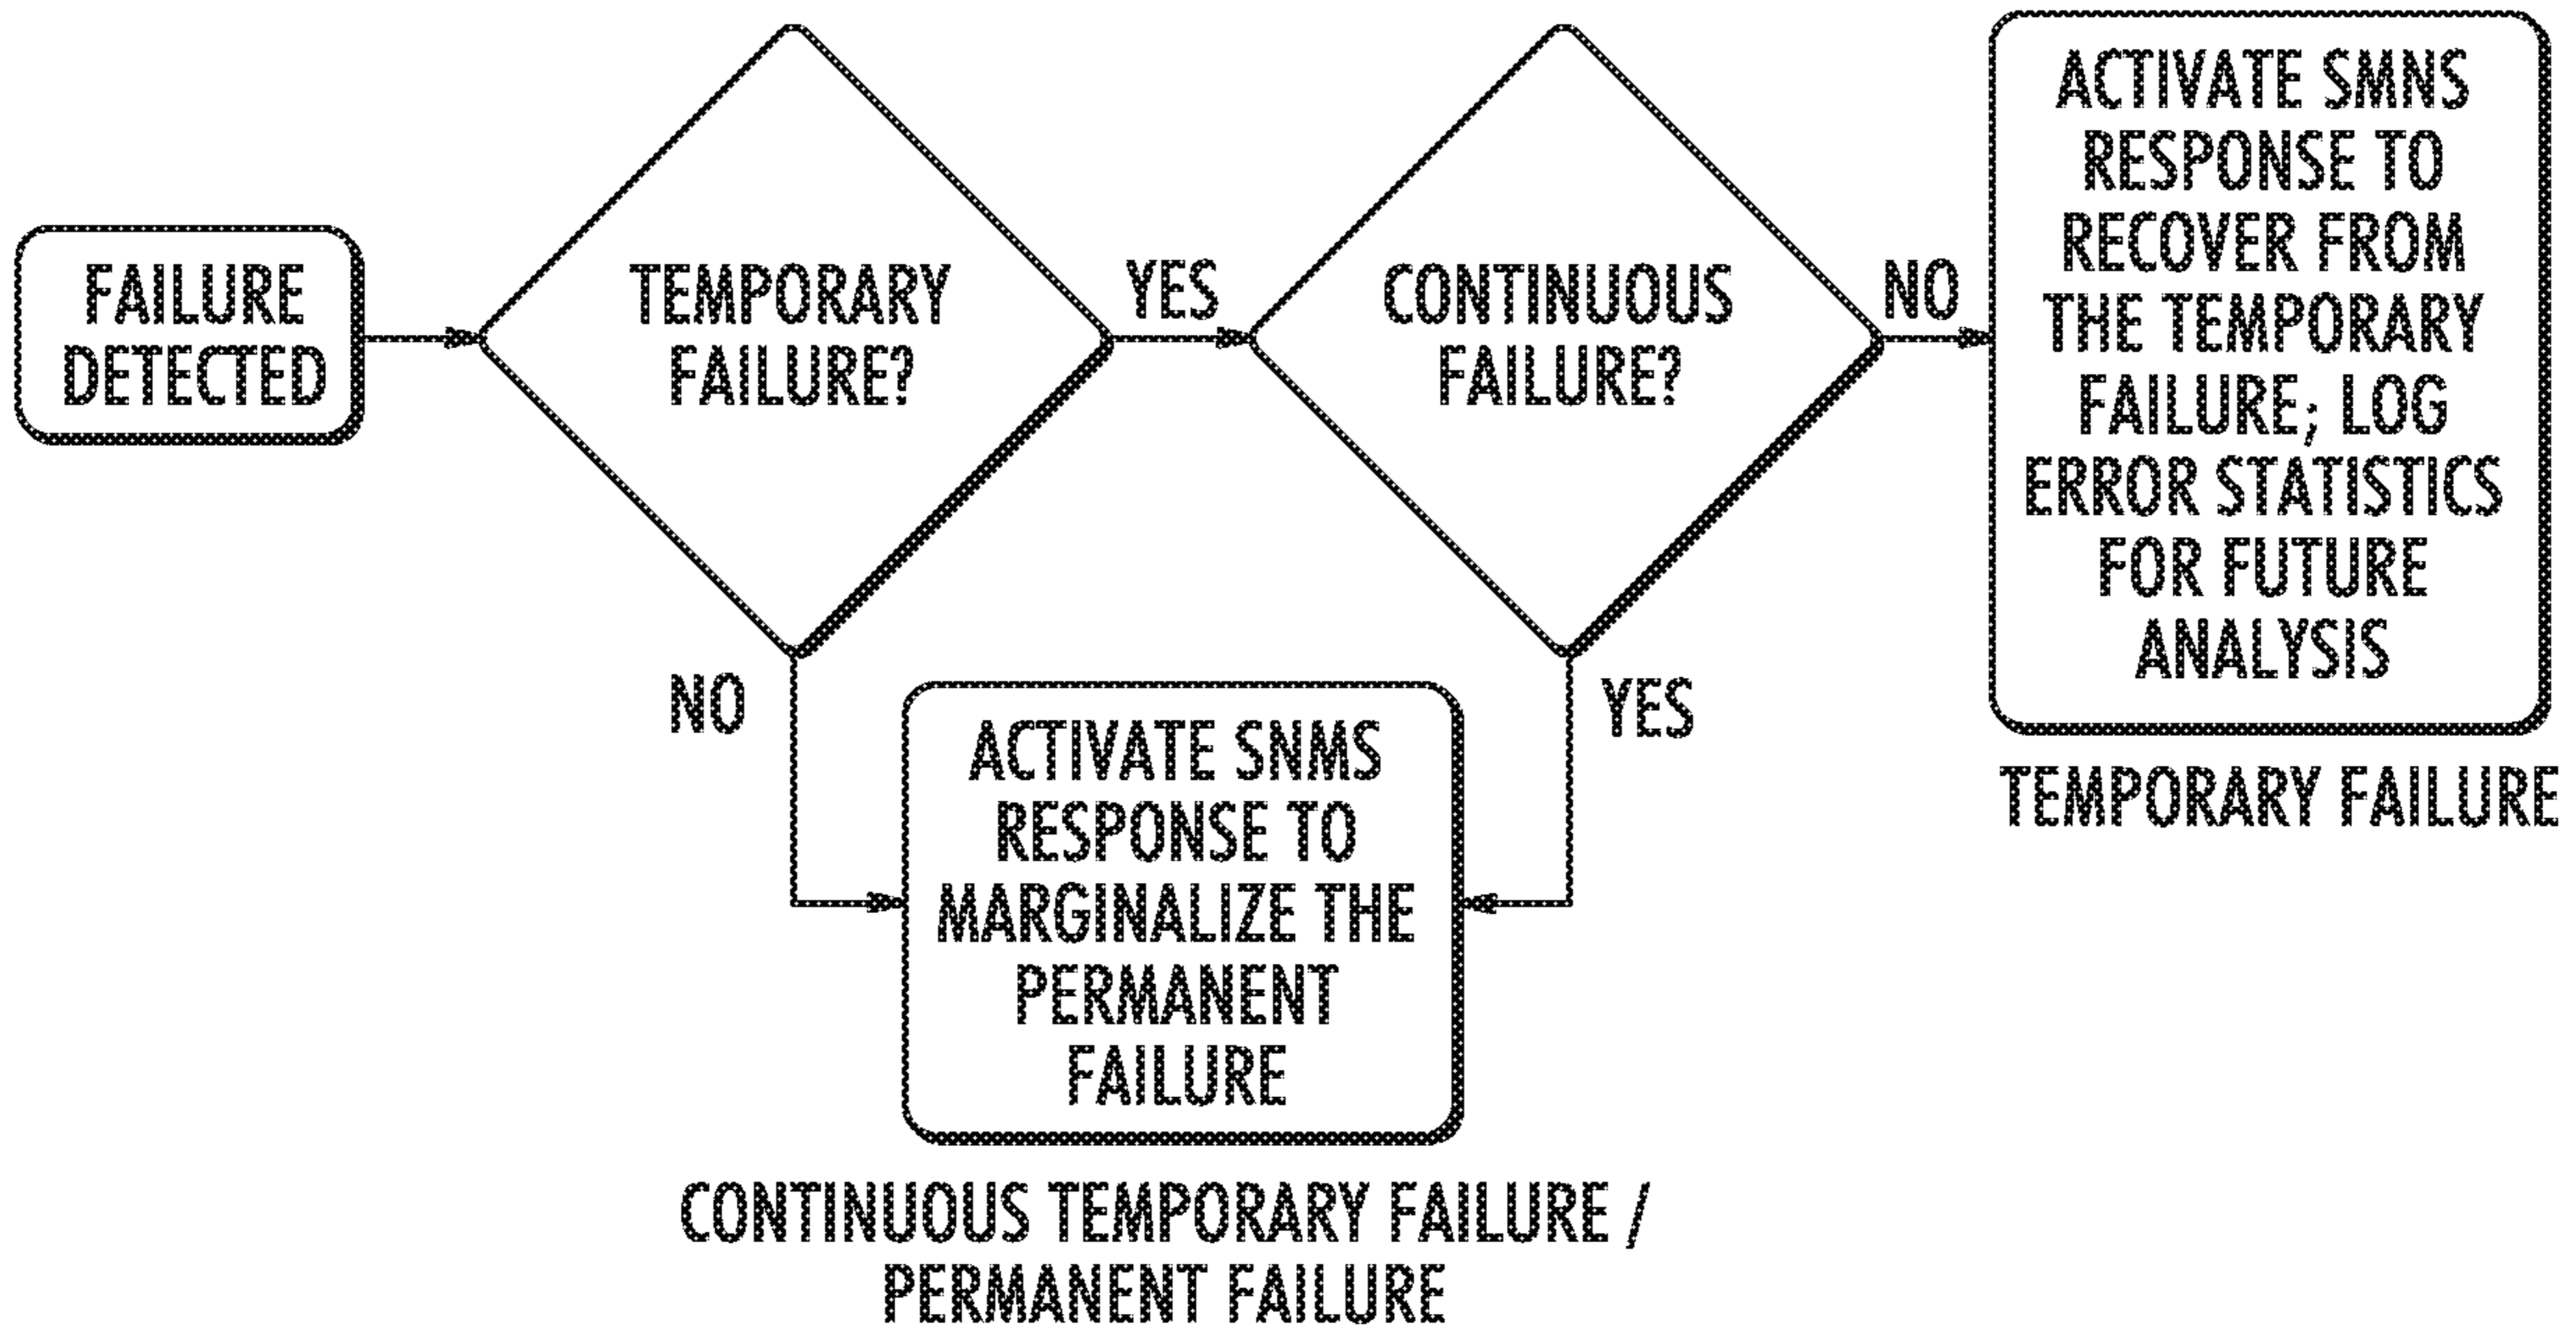 FAILURE
DETECTED
TEMPORARY
FAILURE?
YES
CONTINUOUS
FAILURE?
NO
ACTIVATE SMNS
RESPONSE TO
RECOVER FROM
THE TEMPORARY
FAILURE; LOG
ERROR STATISTICS
FOR FUTURE
ANALYSIS
TEMPORARY FAILURE
NO
YES
ACTIVATE SNMS
RESPONSE TO
MARGINALIZE THE
PERMANENT
FAILURE
CONTINUOUS TEMPORARY FAILURE /
PERMANENT FAILURE